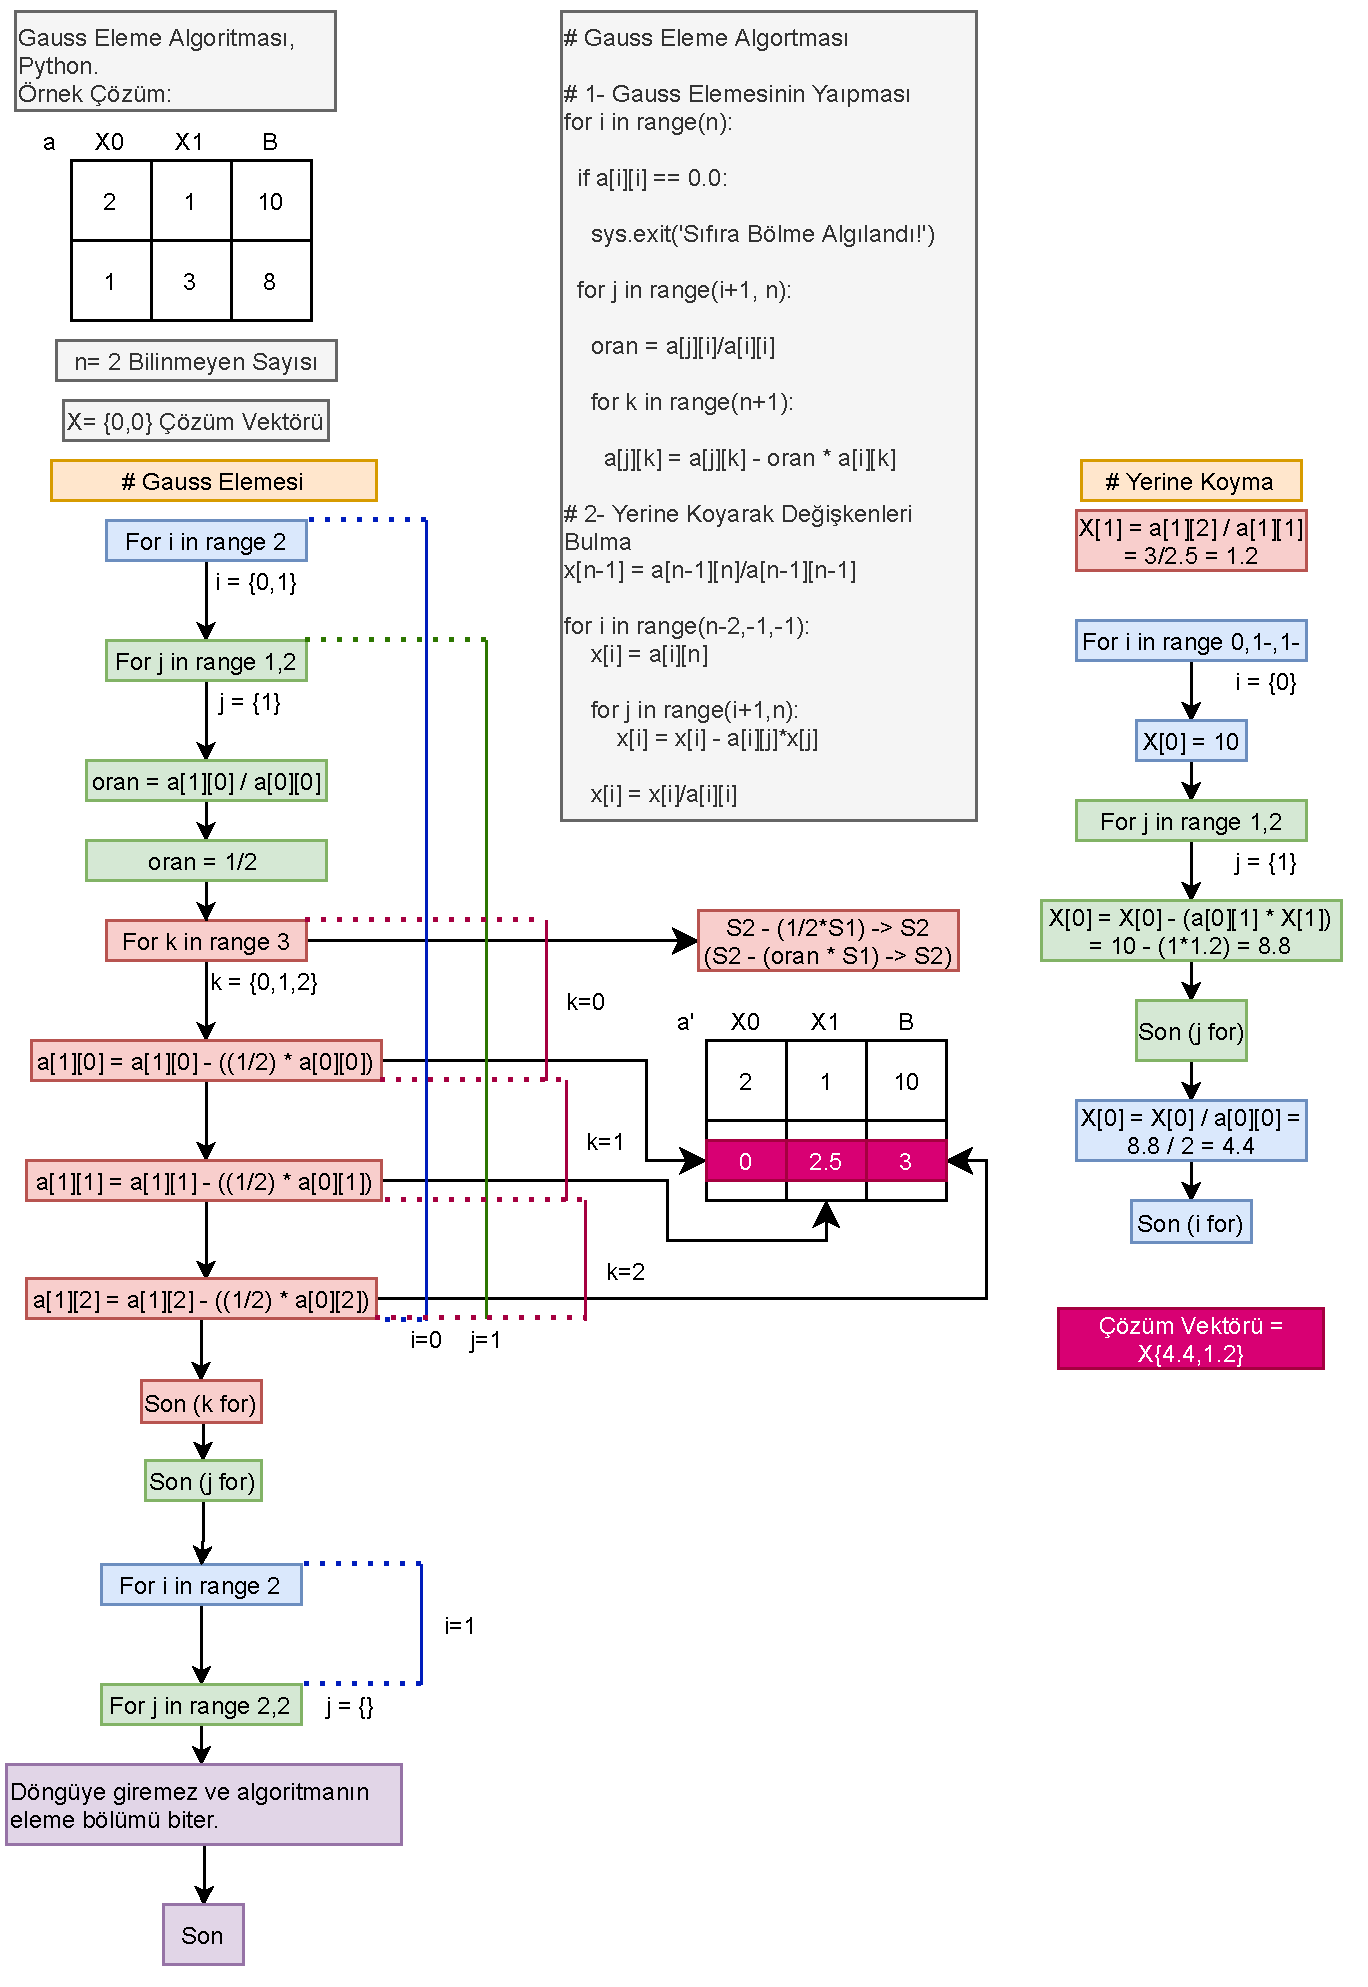 Gauss Eleme Algoritması,
Python.
Örnek Çözüm:
a X0 X1 B
2 1 10
1 3 8
n= 2 Bilinmeyen Sayısı
X= {0,0} Çözüm Vektörü
# Gauss Elemesi
For i in range 2
i = {0,1}
For j in range 1,2
j = {1}
oran = a[1][0] / a[0][0]
oran = 1/2
For k in range 3
k = {0,1,2}
a[1][0] = a[1][0] - ((1/2) * a[0][0])
a[1][1] = a[1][1] - ((1/2) * a[0][1])
a[1][2] = a[1][2] - ((1/2) * a[0][2])
k=0
k=1
k=2
i=0
j=1
Son (k for)
Son (j for)
For i in range 2
i=1
For j in range 2,2
j = {}
Döngüye giremez ve algoritmanın
eleme bölümü biter.
Son
# Gauss Eleme Algortması
# 1- Gauss Elemesinin Yaıpması
for i in range(n):
if a[i][i] == 0.0:
sys.exit('Sıfıra Bölme Algılandı!')
for j in range(i+1, n):
oran = a[j][i]/a[i][i]
for k in range(n+1):
a[j][k] = a[j][k] - oran * a[i][k]
# 2- Yerine Koyarak Değişkenleri
Bulma
x[n-1] = a[n-1][n]/a[n-1][n-1]
for i in range(n-2,-1,-1):
x[i] = a[i][n]
for j in range(i+1,n):
x[i] = x[i] - a[i][j]*x[j]
x[i] = x[i]/a[i][i]
S2 - (1/2*S1) -> S2
(S2 - (oran * S1) -> S2)
a' X0 X1 B
2 1 10
0 2.5 3
# Yerine Koyma
X[1] = a[1][2] / a[1][1]
= 3/2.5 = 1.2
For i in range 0,1-,1-
i = {0}
X[0] = 10
For j in range 1,2
j = {1}
X[0] = X[0] - (a[0][1] * X[1])
= 10 - (1*1.2) = 8.8
Son (j for)
X[0] = X[0] / a[0][0] =
8.8 / 2 = 4.4
Son (i for)
Çözüm Vektörü =
X{4.4,1.2}